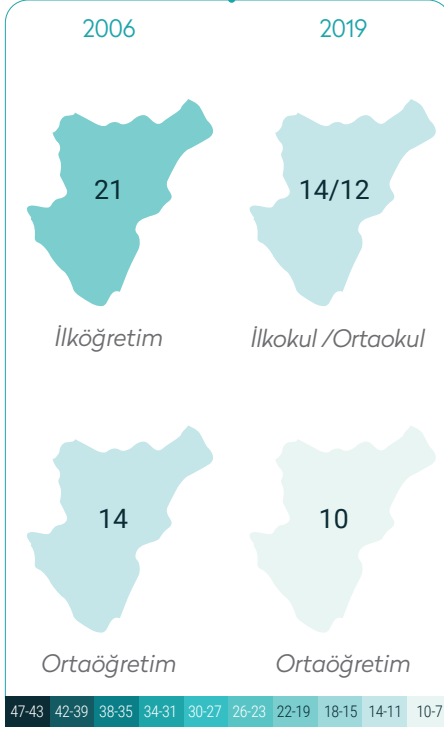 2006 2019
21 14/12
İlköğretim İlkokul /Ortaokul
14 10
Ortaöğretim Ortaöğretim
47-43 42-39 38-35 34-31 30-27 26-23 22-19 18-15 14-11 10-7